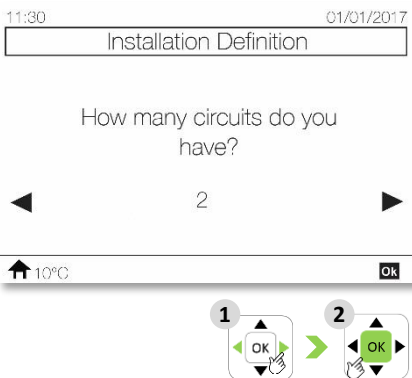 11:30 01/01/2017
Installation Definition
How many circuits do you
have?
2
10ºC Ok
1 2
OK OK